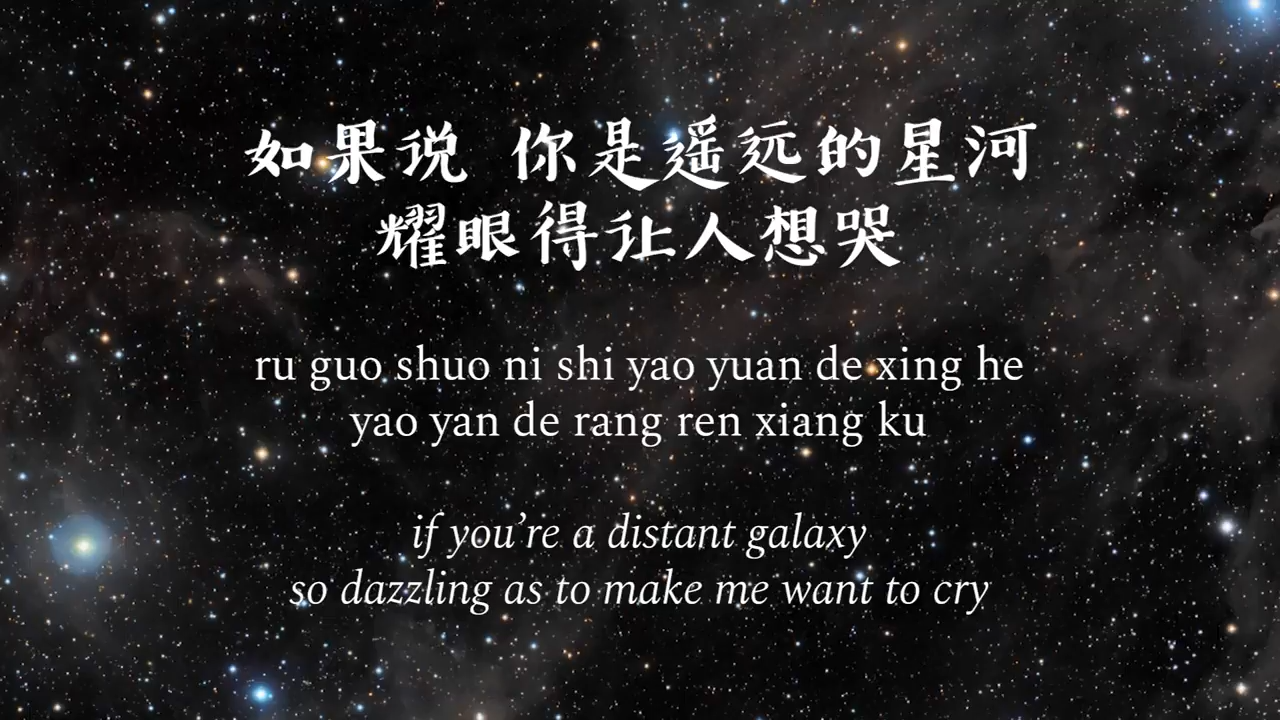 如果说 你是遥远的星河
耀眼得让人想哭
ru guo shuo ni shi yao yuan de xing he
yao yan de rang ren xiang ku
if you’re a distant galaxy
so dazzling as to make me want to cry